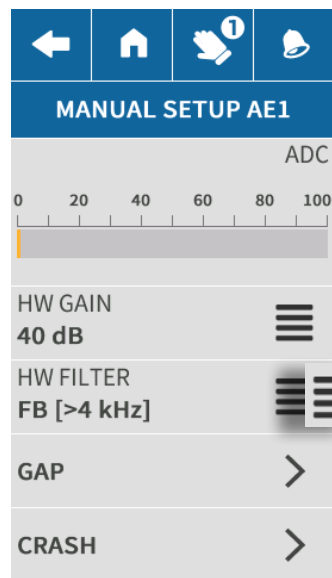 1
MANUAL SETUP AE1
ADC
0 20 40 60 80 100
HW GAIN
40 dB
HW FILTER
FB [>4 kHz]
GAP
CRASH